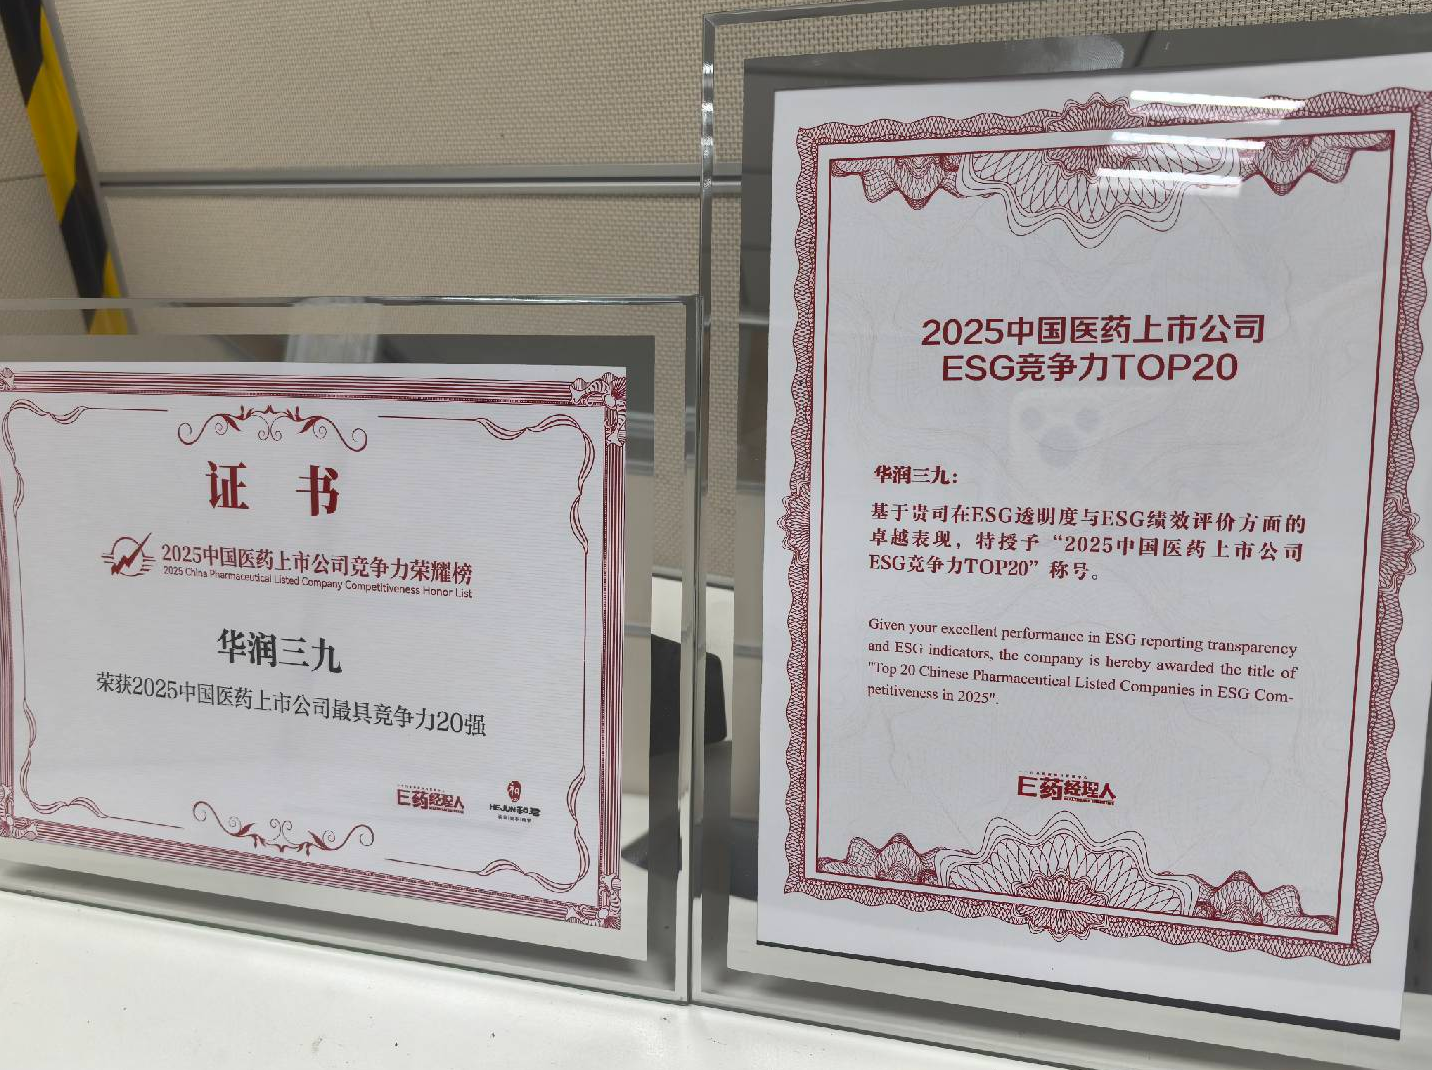 证 书
2025中国医药上市公司竞争力荣耀榜
2025 China Pharmaceutical Listed Company Competitiveness Honor List
华润三九
荣获2025中国医药上市公司最具竞争力20强
E药经理人
HEJUN和君
2025中国医药上市公司
ESG竞争力TOP20
华润三九：
基于贵司在ESG透明度与ESG绩效评价方面的
卓越表现，特授予“2025中国医药上市公司
ESG竞争力TOP20”称号。
Given your excellent performance in ESG reporting transparency
and ESG indicators, the company is hereby awarded the title of
"Top 20 Chinese Pharmaceutical Listed Companies in ESG Com-
petitiveness in 2025".
E药经理人